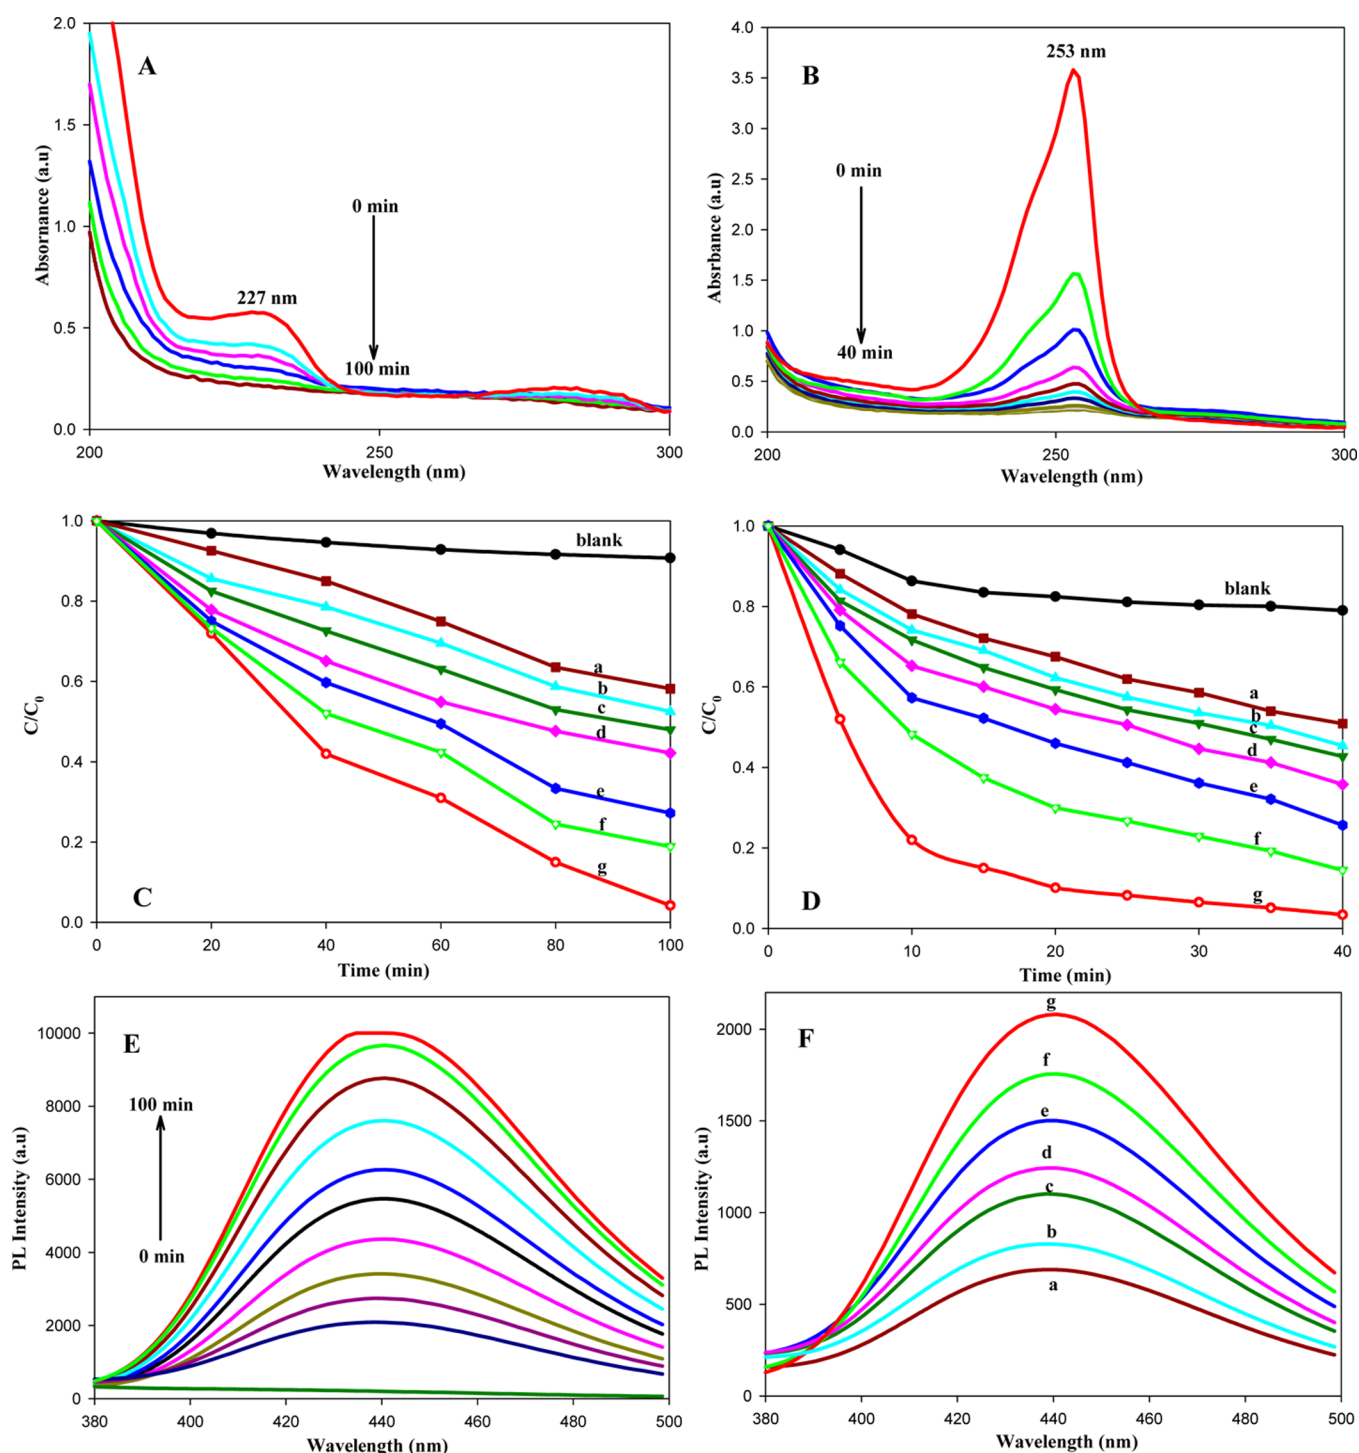 A
2.0
1.5
1.0
0.5
0.0
Absornance (a.u)
227 nm
0 min
100 min
200
250
300
Wavelength (nm)
B
4.0
3.5
3.0
2.5
2.0
1.5
1.0
0.5
0.0
Absrbance (a.u)
253 nm
0 min
40 min
200
250
300
Wavelength (nm)
1.0
0.8
0.6
0.4
0.2
0.0
C/C0
blank
a
b
c
d
e
f
g
C
0
20
40
60
80
100
Time (min)
1.0
0.8
0.6
0.4
0.2
0.0
C/C0
blank
a
b
c
d
e
f
g
D
0
10
20
30
40
Time (min)
E
10000
8000
6000
4000
2000
0
PL Intensity (a.u)
100 min
0 min
380
400
420
440
460
480
500
Wavelength (nm)
F
2000
1500
1000
500
0
PL Intensity (a.u)
g
f
e
d
c
b
a
380
400
420
440
460
480
500
Wavelength (nm)